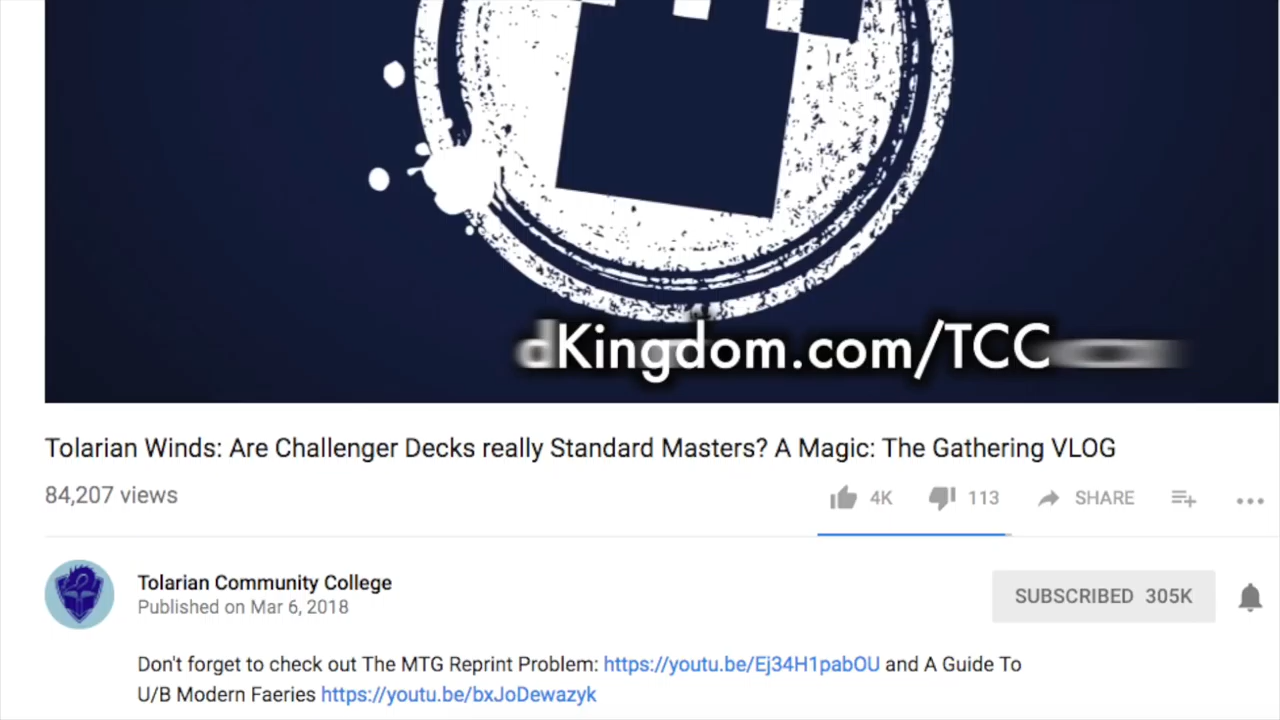 dKingdom.com/TCC
Tolarian Winds: Are Challenger Decks really Standard Masters? A Magic: The Gathering VLOG
84,207 views
4K 113 SHARE
Tolarian Community College
Published on Mar 6, 2018
SUBSCRIBED 305K
Don't forget to check out The MTG Reprint Problem: https://youtu.be/Ej34H1pabOU and A Guide To
U/B Modern Faeries https://youtu.be/bxJoDewazyk